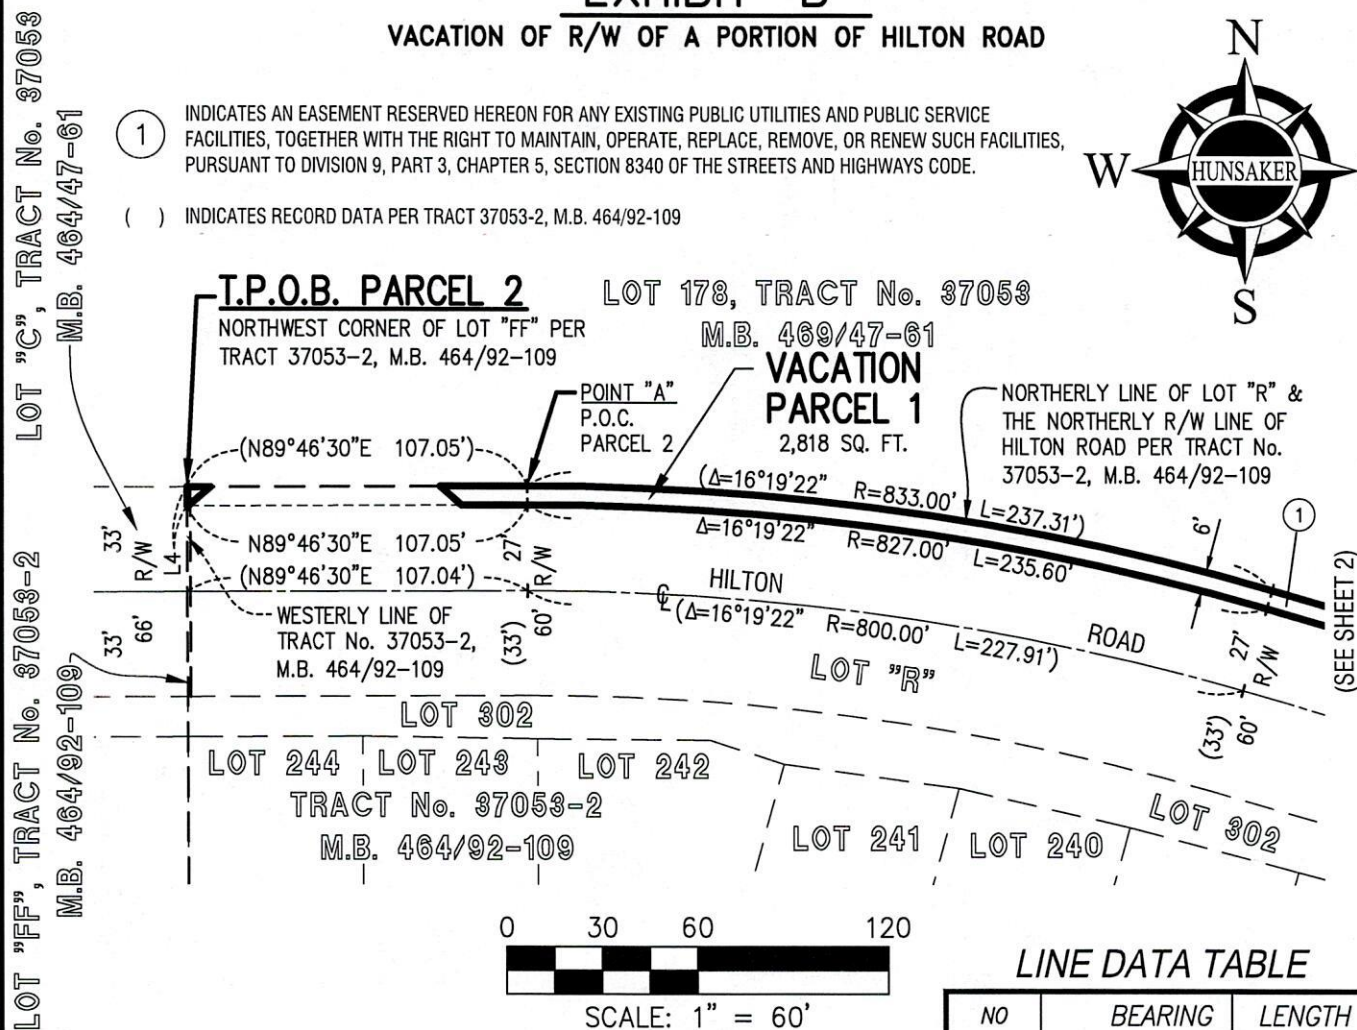 VACATION OF R/W OF A PORTION OF HILTON ROAD
1
INDICATES AN EASEMENT RESERVED HEREON FOR ANY EXISTING PUBLIC UTILITIES AND PUBLIC SERVICE
FACILITIES, TOGETHER WITH THE RIGHT TO MAINTAIN, OPERATE, REPLACE, REMOVE, OR RENEW SUCH FACILITIES,
PURSUANT TO DIVISION 9, PART 3, CHAPTER 5, SECTION 8340 OF THE STREETS AND HIGHWAYS CODE.
( ) INDICATES RECORD DATA PER TRACT 37053-2, M.B. 464/92-109
N
W
HUNSAKER
S
LOT "C", TRACT No. 37053
M.B. 464/47-61
T.P.O.B. PARCEL 2
NORTHWEST CORNER OF LOT "FF" PER
TRACT 37053-2, M.B. 464/92-109
LOT 178, TRACT No. 37053
M.B. 469/47-61
VACATION
PARCEL 1
2,818 SQ. FT.
POINT "A"
P.O.C.
PARCEL 2
NORTHERLY LINE OF LOT "R" &
THE NORTHERLY R/W LINE OF
HILTON ROAD PER TRACT No.
37053-2, M.B. 464/92-109
(N89°46'30"E 107.05')
(Δ=16°19'22" R=833.00' L=237.31')
Δ=16°19'22" R=827.00' L=235.60'
6'
1
33'
R/W
L4
N89°46'30"E 107.05'
27'
R/W
(N89°46'30"E 107.04')
HILTON
ROAD
℄ (Δ=16°19'22" R=800.00' L=227.91')
WESTERLY LINE OF
TRACT No. 37053-2,
M.B. 464/92-109
33'
66'
(33')
60'
LOT "R"
27'
R/W
(33')
60'
(SEE SHEET 2)
LOT "FF", TRACT No. 37053-2
M.B. 464/92-109
LOT 302
LOT 244
LOT 243
LOT 242
TRACT No. 37053-2
M.B. 464/92-109
LOT 241
LOT 240
LOT 302
0 30 60 120
SCALE: 1" = 60'
LINE DATA TABLE
NO BEARING LENGTH